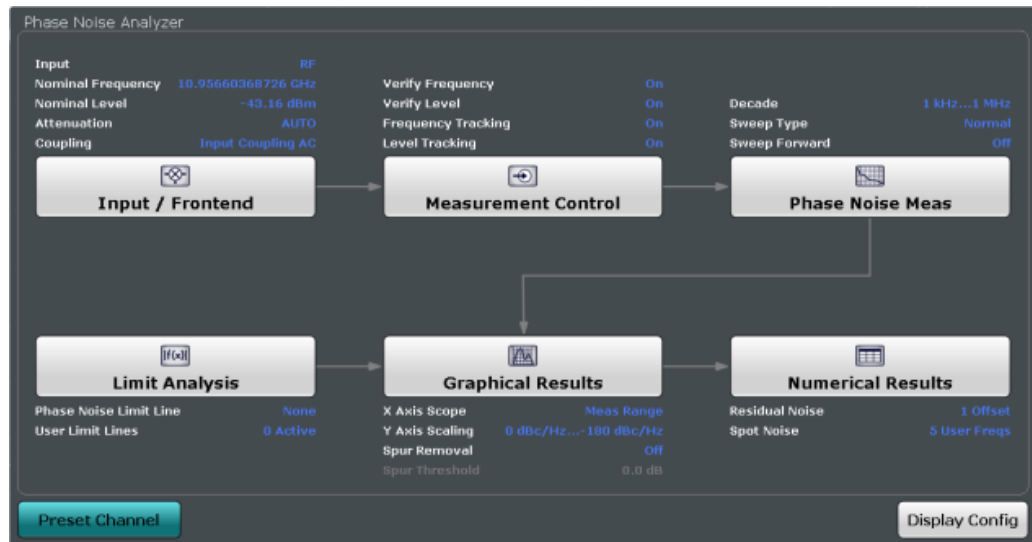 Phase Noise Analyzer
Input RF
Nominal Frequency 10.95660368726 GHz
Nominal Level -43.16 dBm
Attenuation AUTO
Coupling Input Coupling AC
Input / Frontend
Verify Frequency On
Verify Level On
Frequency Tracking On
Level Tracking On
Measurement Control
Decade 1 kHz...1 MHz
Sweep Type Normal
Sweep Forward Off
Phase Noise Meas
|f(x)|
Limit Analysis
Phase Noise Limit Line None
User Limit Lines 0 Active
Graphical Results
X Axis Scope Meas Range
Y Axis Scaling 0 dBc/Hz...-180 dBc/Hz
Spur Removal Off
Spur Threshold 0.0 dB
Numerical Results
Residual Noise 1 Offset
Spot Noise 5 User Freqs
Preset Channel
Display Config